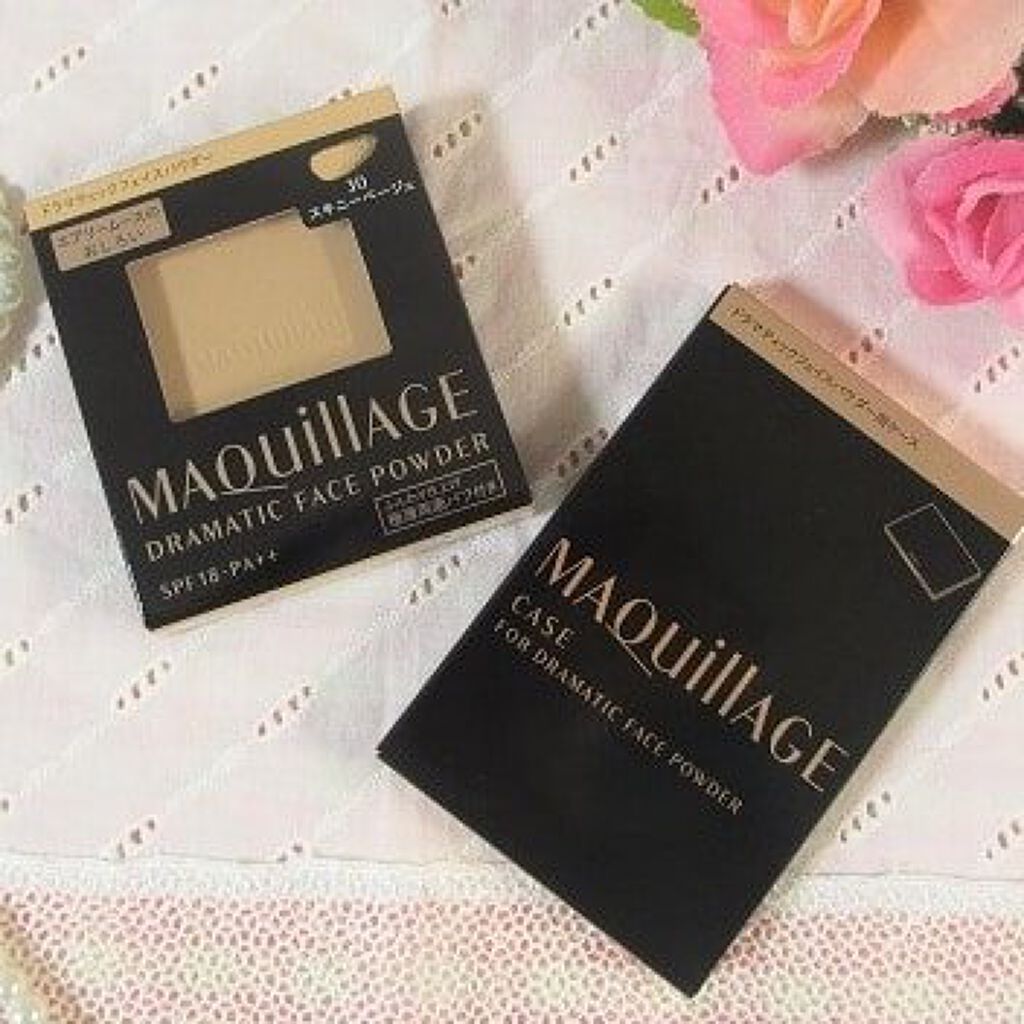 ドラマティックフェイスパウダー
30
スキニーベージュ
MAQuillAGE
DRAMATIC FACE POWDER
SPF18・PA++
ドラマティックフェイスパウダー用ケース
MAQuillAGE
CASE
FOR DRAMATIC FACE POWDER